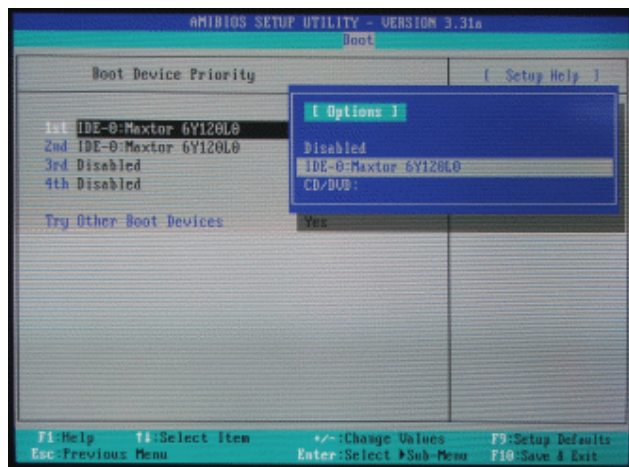 AMIBIOS SETUP UTILITY - VERSION 3.31a
Boot
Boot Device Priority
[ Setup Help ]
1st IDE-0:Maxtor 6Y120L0
2nd IDE-0:Maxtor 6Y120L0
3rd Disabled
4th Disabled
Try Other Boot Devices Yes
[ Options ]
Disabled
IDE-0:Maxtor 6Y120L0
CD/DVD:
F1:Help ↑↓:Select Item +/-:Change Values F9:Setup Defaults
Esc:Previous Menu Enter:Select ▶Sub-Menu F10:Save & Exit